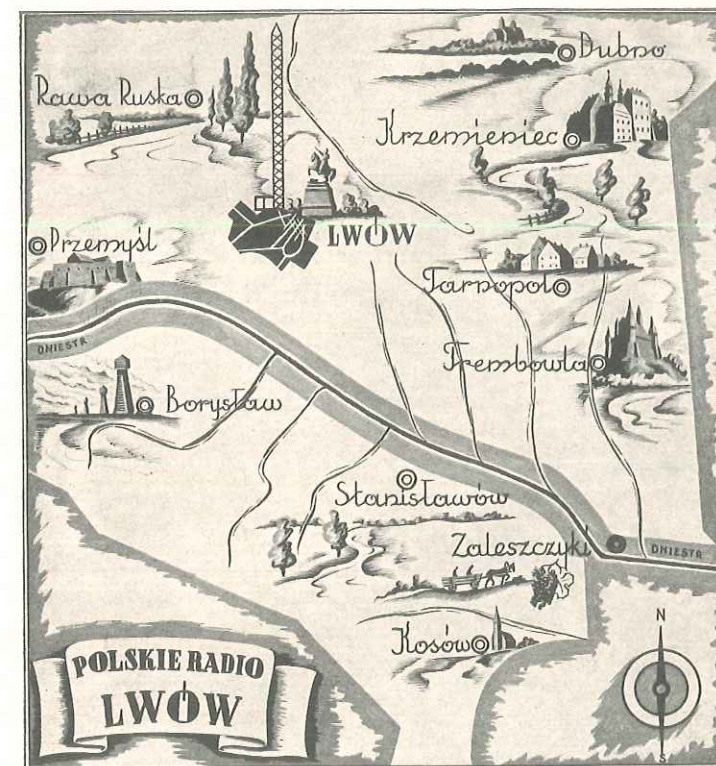 Dubno
Rawa Ruska
Krzemieniec
LWÓW
Przemyśl
Tarnopol
DNIESTR
Trembowla
Borysław
Stanisławów
Zaleszczyki
DNIESTR
Kosów
N
POLSKIE RADIO
LWÓW
S